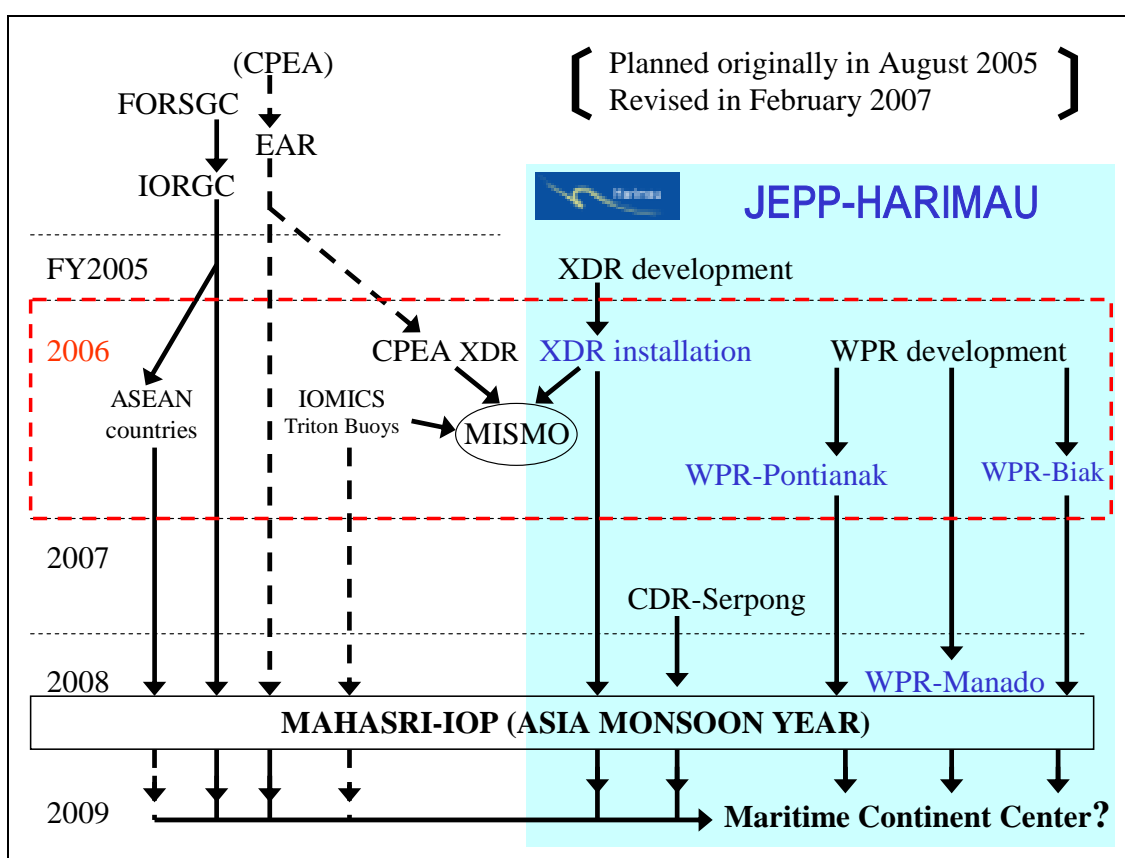 (CPEA)
Planned originally in August 2005
Revised in February 2007
FORSGC
EAR
IORGC
Harimau
JEPP-HARIMAU
FY2005
XDR development
2006
CPEA XDR
XDR installation
WPR development
ASEAN
countries
IOMICS
Triton Buoys
MISMO
WPR-Pontianak
WPR-Biak
2007
CDR-Serpong
2008
WPR-Manado
MAHASRI-IOP (ASIA MONSOON YEAR)
2009
Maritime Continent Center?